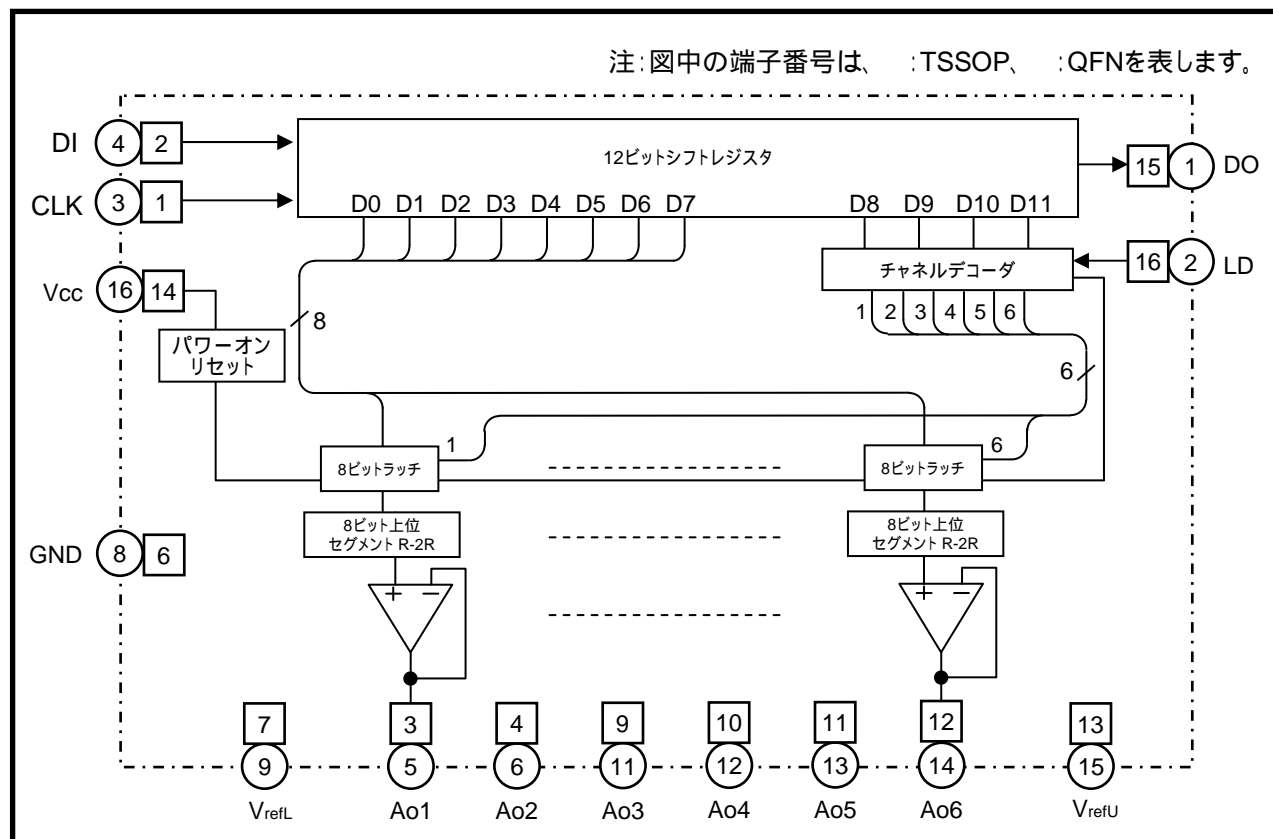 注:図中の端子番号は、 :TSSOP、 :QFNを表します。
DI 4 2
12ビットシフトレジスタ
15 1 DO
CLK 3 1
D0 D1 D2 D3 D4 D5 D6 D7 D8 D9 D10 D11
Vcc 16 14
チャネルデコーダ
16 2 LD
8
1 2 3 4 5 6
パワーオン
リセット
6
1
6
8ビットラッチ
8ビットラッチ
GND 8 6
8ビット上位
セグメント R-2R
8ビット上位
セグメント R-2R
+ −
+ −
7 3 4 9 10 11 12 13
9 5 6 11 12 13 14 15
VrefL Ao1 Ao2 Ao3 Ao4 Ao5 Ao6 VrefU